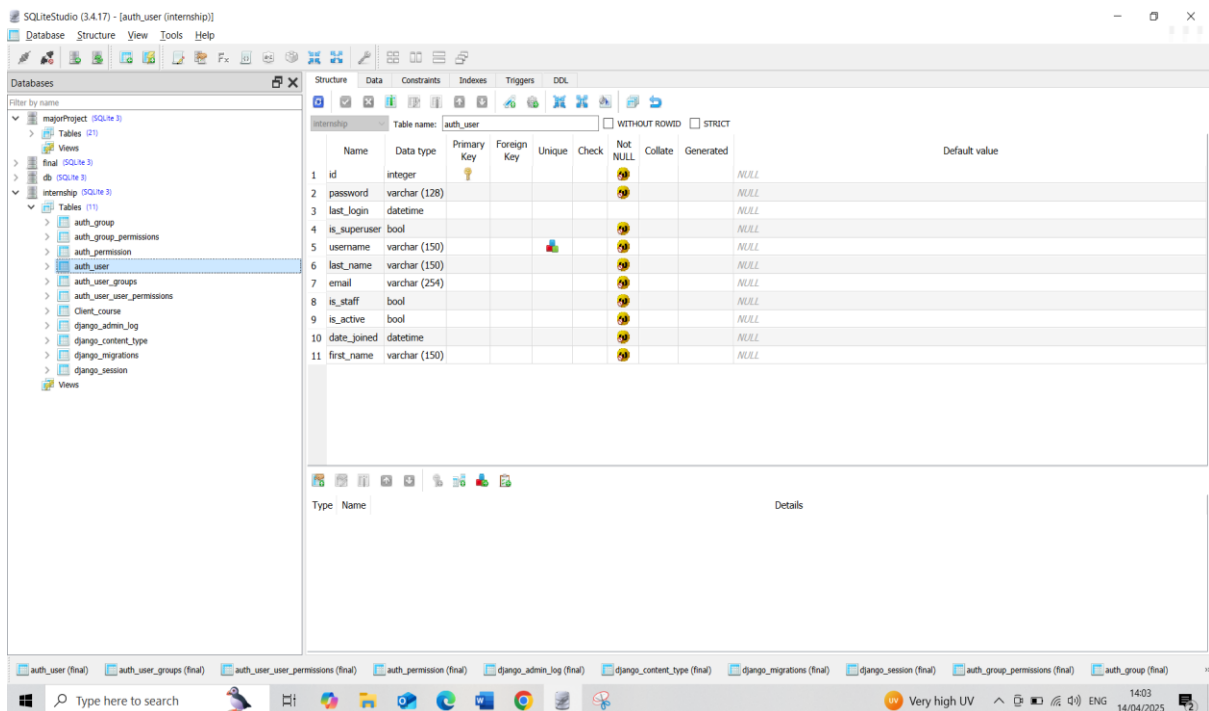 SQLiteStudio (3.4.17) - [auth_user (internship)]
Database Structure View Tools Help
Databases
Filter by name
majorProject (SQLite 3)
Tables (21)
Views
final (SQLite 3)
db (SQLite 3)
internship (SQLite 3)
Tables (11)
auth_group
auth_group_permissions
auth_permission
auth_user
auth_user_groups
auth_user_user_permissions
Client_course
django_admin_log
django_content_type
django_migrations
django_session
Views
Structure Data Constraints Indexes Triggers DDL
internship Table name: auth_user WITHOUT ROWID STRICT
Name Data type Primary Key Foreign Key Unique Check Not NULL Collate Generated Default value
1 id integer NULL
2 password varchar (128) NULL
3 last_login datetime NULL
4 is_superuser bool NULL
5 username varchar (150) NULL
6 last_name varchar (150) NULL
7 email varchar (254) NULL
8 is_staff bool NULL
9 is_active bool NULL
10 date_joined datetime NULL
11 first_name varchar (150) NULL
Type Name Details
auth_user (final) auth_user_groups (final) auth_user_user_permissions (final) auth_permission (final) django_admin_log (final) django_content_type (final) django_migrations (final) django_session (final) auth_group_permissions (final) auth_group (final)
Type here to search
UV Very high UV ENG 14:03
14/04/2025